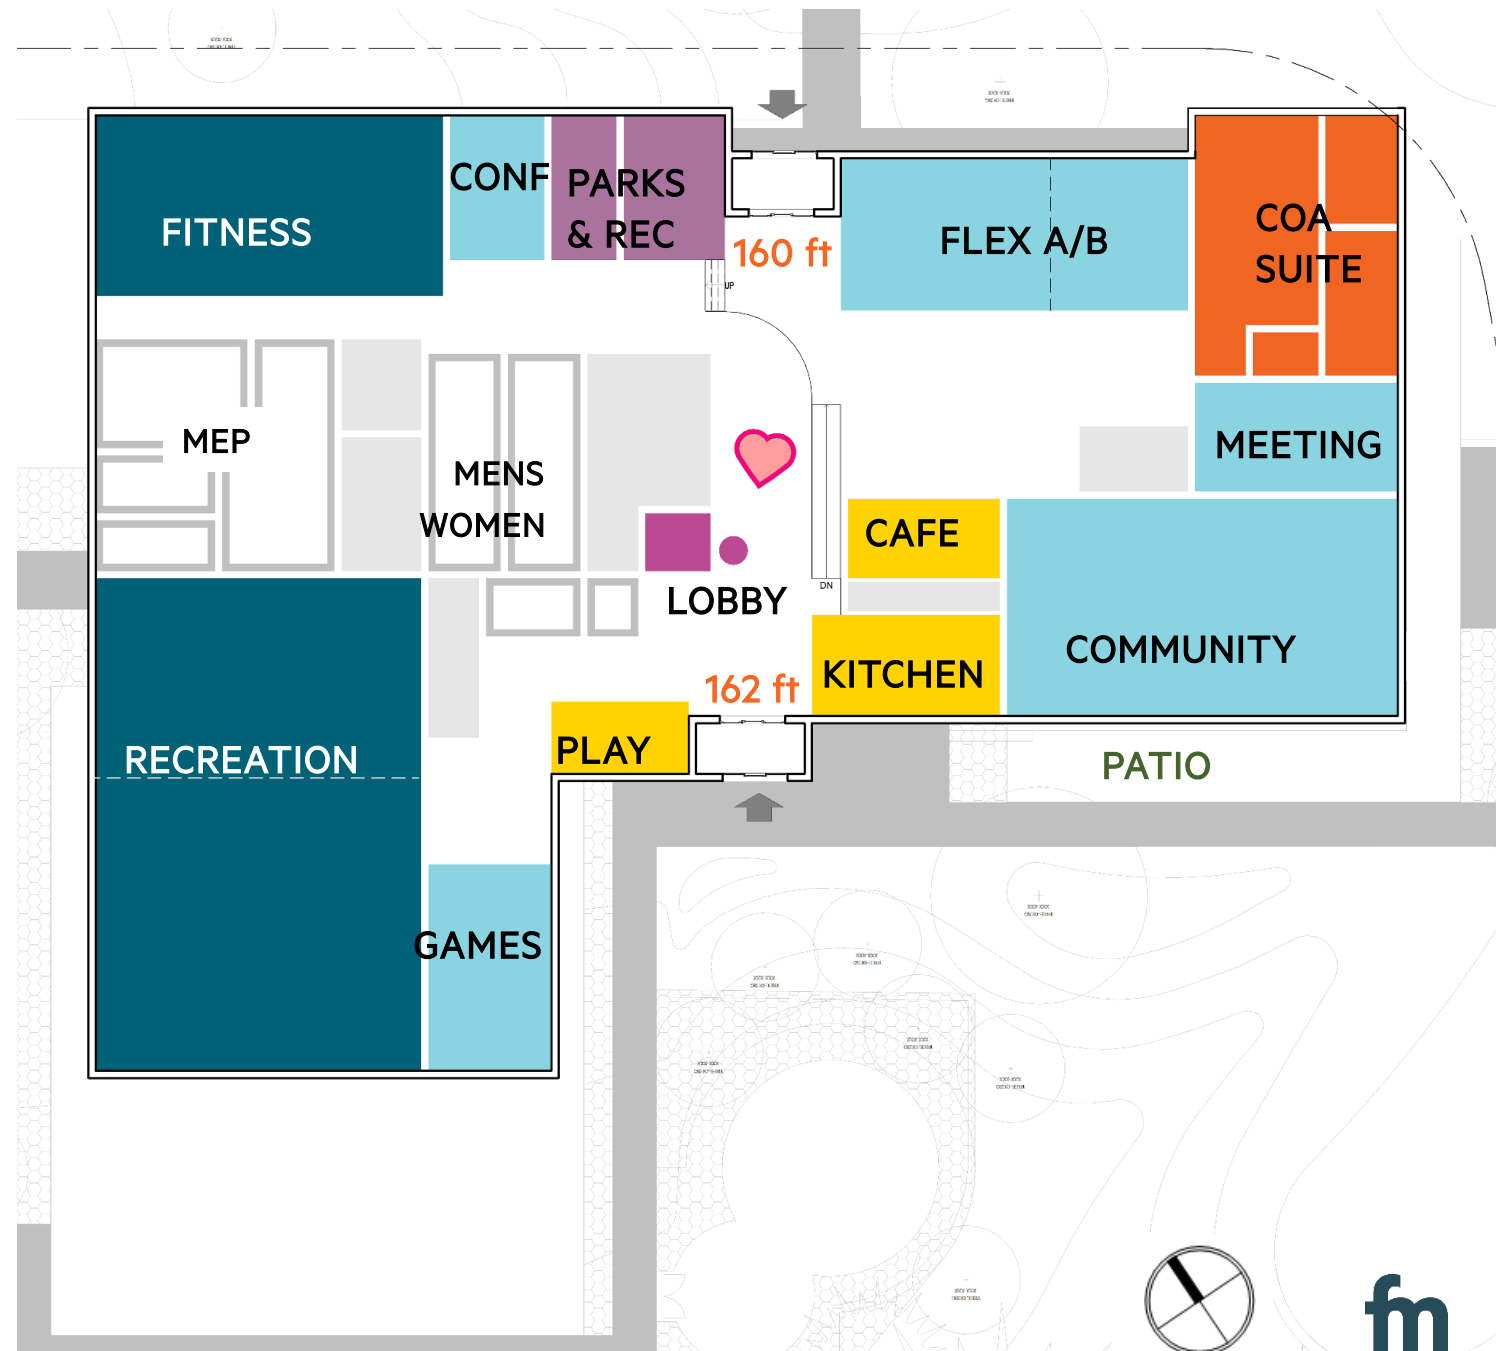 FITNESS
CONF
PARKS
& REC
160 ft
UP
FLEX A/B
COA
SUITE
MEP
MENS
WOMEN
MEETING
CAFE
DN
LOBBY
KITCHEN
COMMUNITY
162 ft
RECREATION
PLAY
PATIO
GAMES
fm